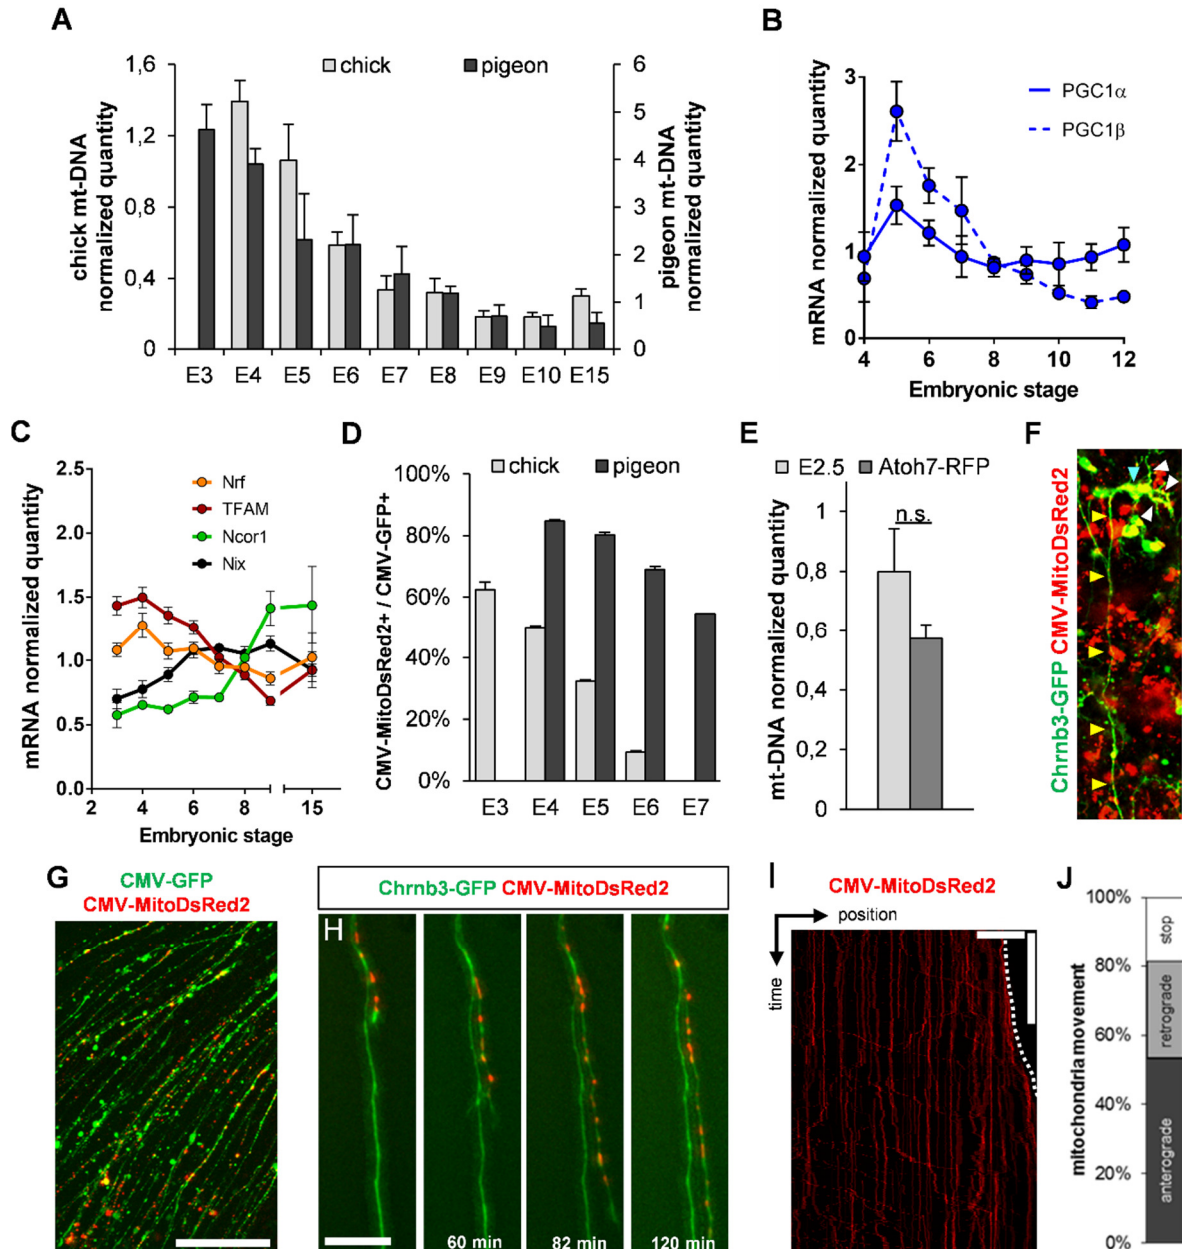 A
1,6
1,2
0,8
0,4
0
chick mt-DNA
normalized quantity
chick
pigeon
6
5
4
3
2
1
0
pigeon mt-DNA
normalized quantity
E3 E4 E5 E6 E7 E8 E9 E10 E15
B
3
2
1
0
mRNA normalized quantity
PGC1α
PGC1β
4 6 8 10 12
Embryonic stage
C
2.5
2.0
1.5
1.0
0.5
0.0
mRNA normalized quantity
Nrf
TFAM
Ncor1
Nix
2 4 6 8 15
Embryonic stage
D
100%
80%
60%
40%
20%
0%
CMV-MitoDsRed2+ / CMV-GFP+
chick
pigeon
E3 E4 E5 E6 E7
E
E2.5
Atoh7-RFP
n.s.
1
0,8
0,6
0,4
0,2
0
mt-DNA normalized quantity
F
Chrnb3-GFP CMV-MitoDsRed2
G
CMV-GFP
CMV-MitoDsRed2
Chrnb3-GFP CMV-MitoDsRed2
H
60 min
82 min
120 min
I
CMV-MitoDsRed2
position
time
J
100%
80%
60%
40%
20%
0%
mitochondria movement
stop
retrograde
anterograde